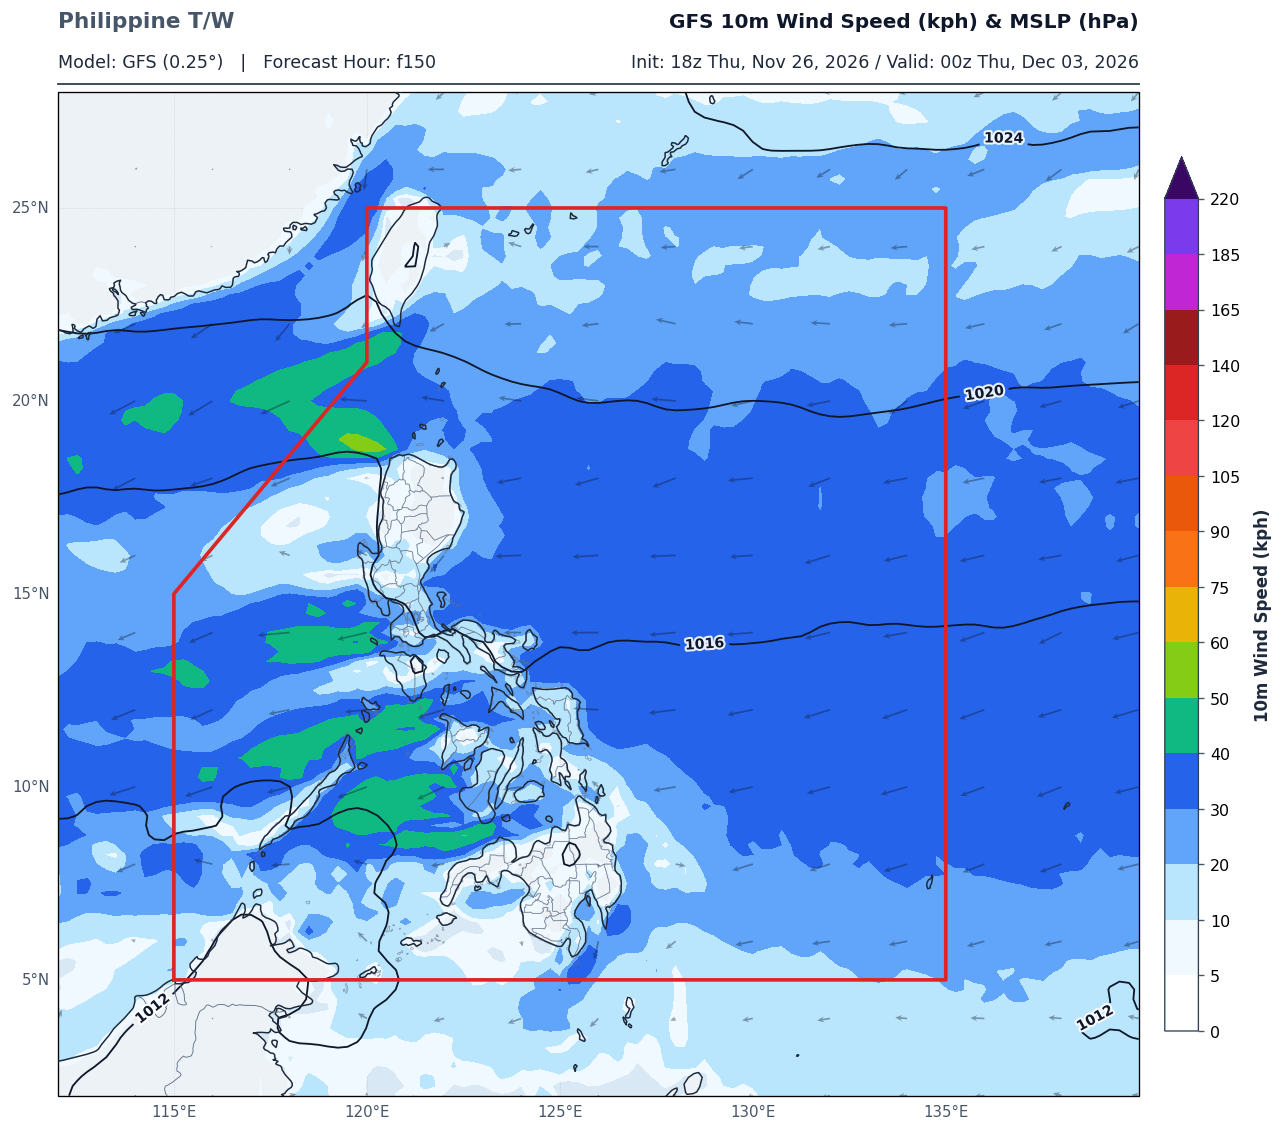 Philippine T/W
GFS 10m Wind Speed (kph) & MSLP (hPa)
Model: GFS (0.25°) | Forecast Hour: f150
Init: 18z Thu, Nov 26, 2026 / Valid: 00z Thu, Dec 03, 2026
1024
1020
1016
1012
1012
25°N
20°N
15°N
10°N
5°N
115°E
120°E
125°E
130°E
135°E
220
185
165
140
120
105
90
75
60
50
40
30
20
10
5
0
10m Wind Speed (kph)